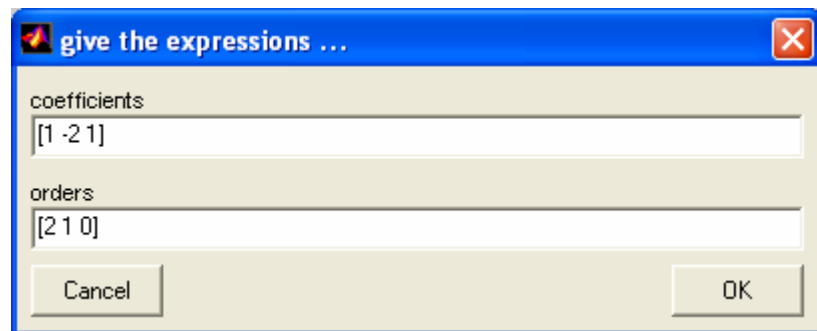 give the expressions ...
coefficients
[1 -2 1]
orders
[2 1 0]
Cancel OK